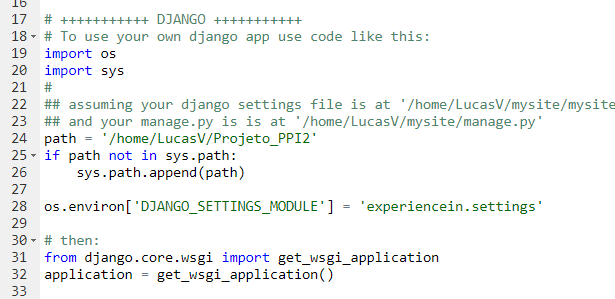 16
17 # +++++++++++ DJANGO +++++++++++
18 # To use your own django app use code like this:
19 import os
20 import sys
21 #
22 ## assuming your django settings file is at '/home/LucasV/mysite/mysite
23 ## and your manage.py is is at '/home/LucasV/mysite/manage.py'
24 path = '/home/LucasV/Projeto_PPI2'
25 if path not in sys.path:
26     sys.path.append(path)
27
28 os.environ['DJANGO_SETTINGS_MODULE'] = 'experiencein.settings'
29
30 # then:
31 from django.core.wsgi import get_wsgi_application
32 application = get_wsgi_application()
33